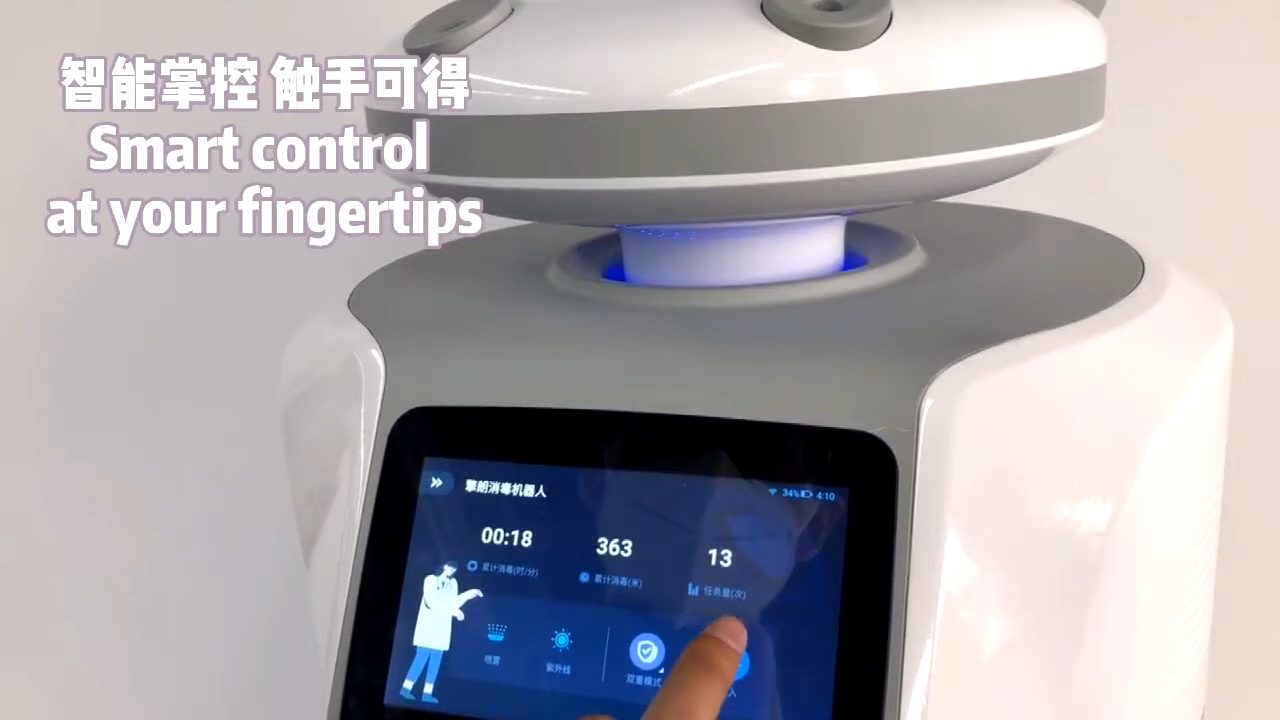 智能掌控 触手可得
Smart control
at your fingertips
擎朗消毒机器人
34% 4:10
00:18 363 13
累计消毒(时/分) 累计消毒(米) 任务量(次)
喷雾 紫外线 双重模式